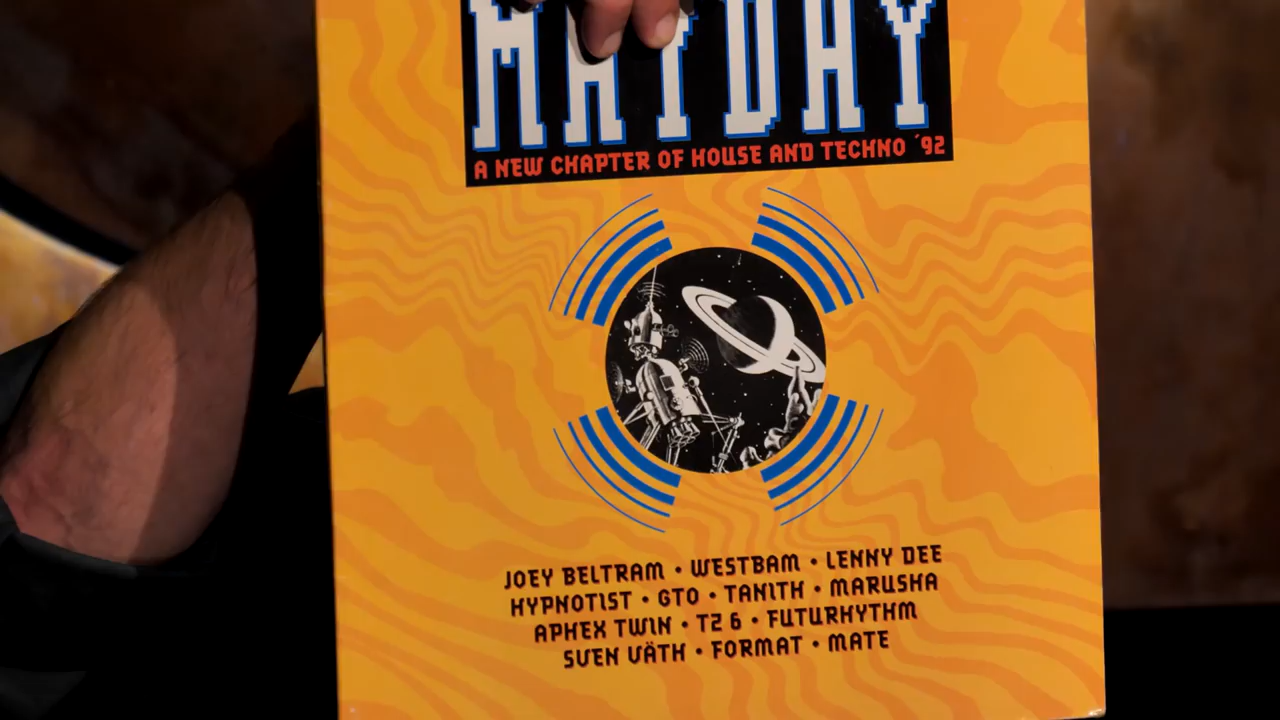 MAYDAY
A NEW CHAPTER OF HOUSE AND TECHNO ´92
JOEY BELTRAM • WESTBAM • LENNY DEE
HYPNOTIST • GTO • TANITH • MARUSHA
APHEX TWIN • TZ 6 • FUTURHYTHM
SVEN VÄTH • FORMAT • MATE